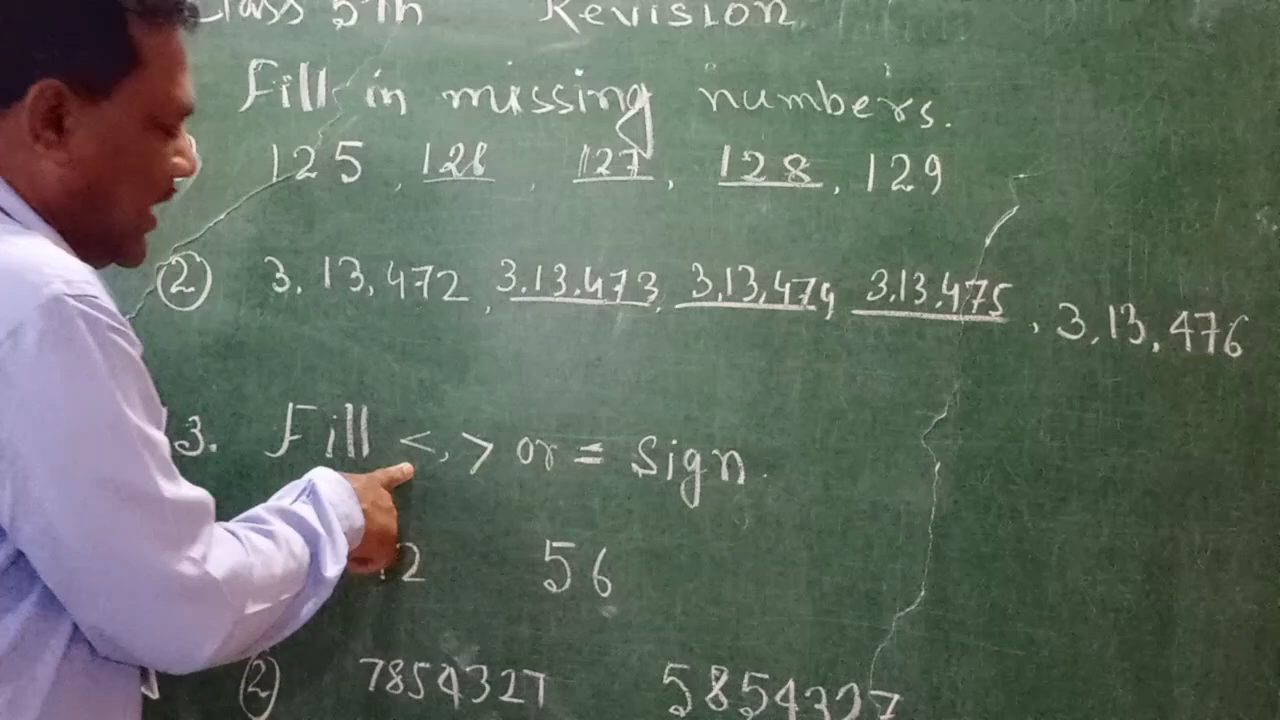 Class 5th Revision
Fill in missing numbers.
125, 126, 127, 128, 129
(2) 3,13,472, 3,13,473, 3,13,474, 3,13,475, 3,13,476
3. Fill <, > or = Sign.
2 56
(2) 7854327 5854327